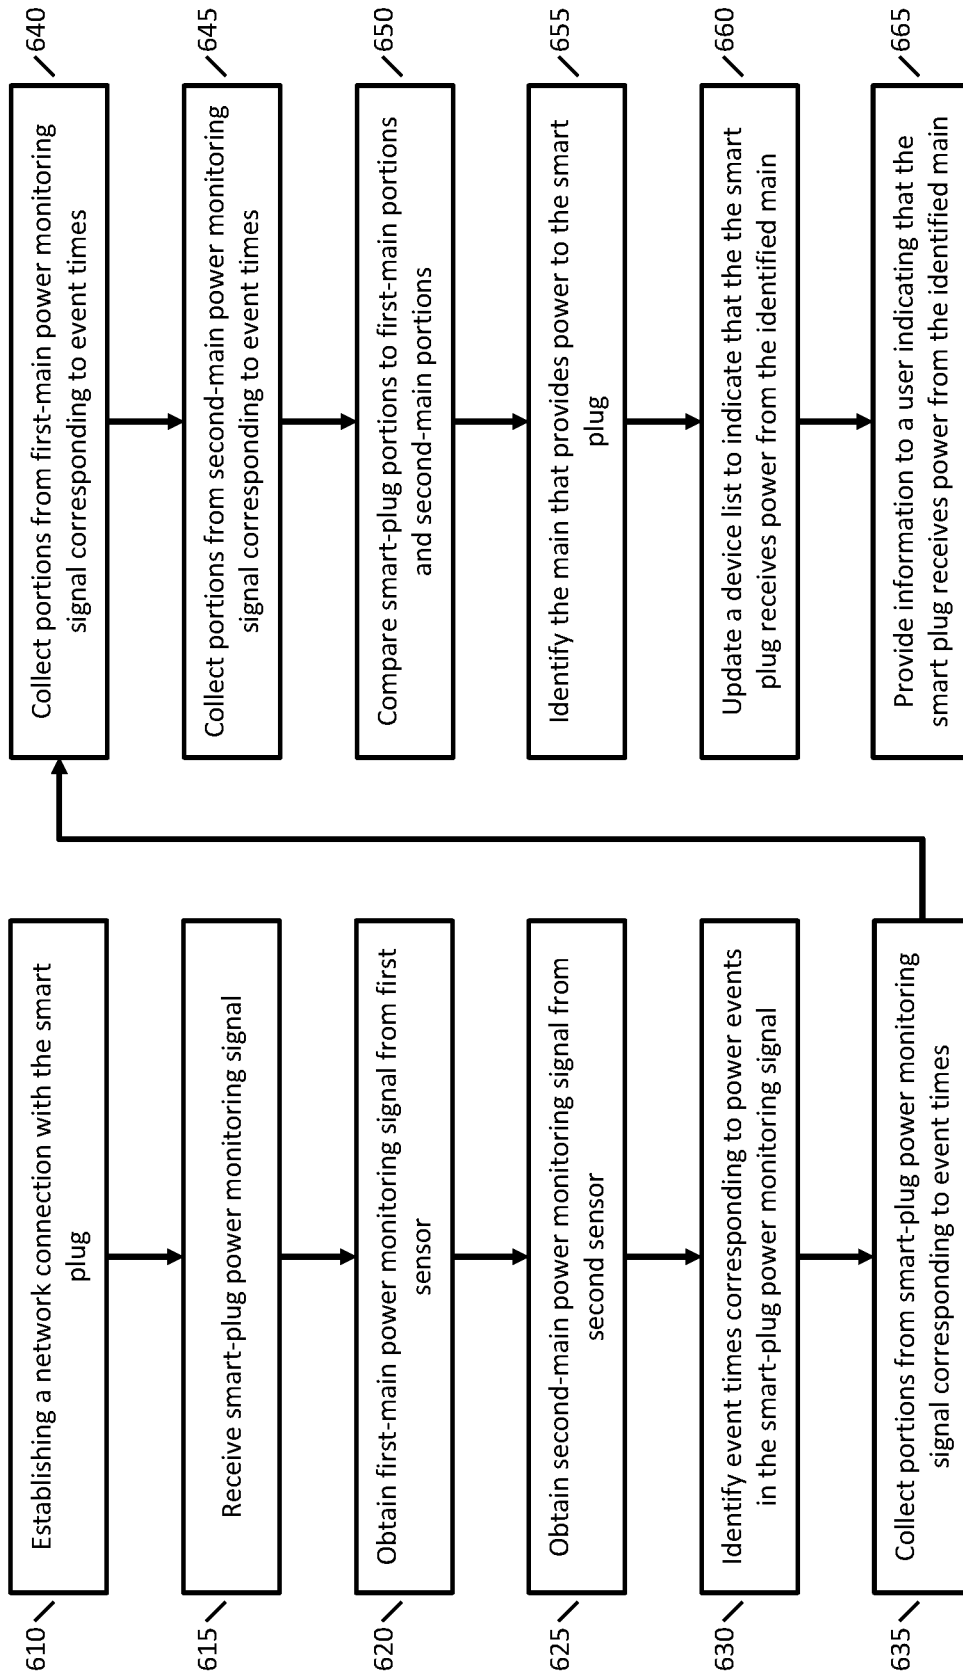 610
Establishing a network connection with the smart
plug
615
Receive smart-plug power monitoring signal
620
Obtain first-main power monitoring signal from first
sensor
625
Obtain second-main power monitoring signal from
second sensor
630
Identify event times corresponding to power events
in the smart-plug power monitoring signal
635
Collect portions from smart-plug power monitoring
signal corresponding to event times
640
Collect portions from first-main power monitoring
signal corresponding to event times
645
Collect portions from second-main power monitoring
signal corresponding to event times
650
Compare smart-plug portions to first-main portions
and second-main portions
655
Identify the main that provides power to the smart
plug
660
Update a device list to indicate that the the smart
plug receives power from the identified main
665
Provide information to a user indicating that the
smart plug receives power from the identified main